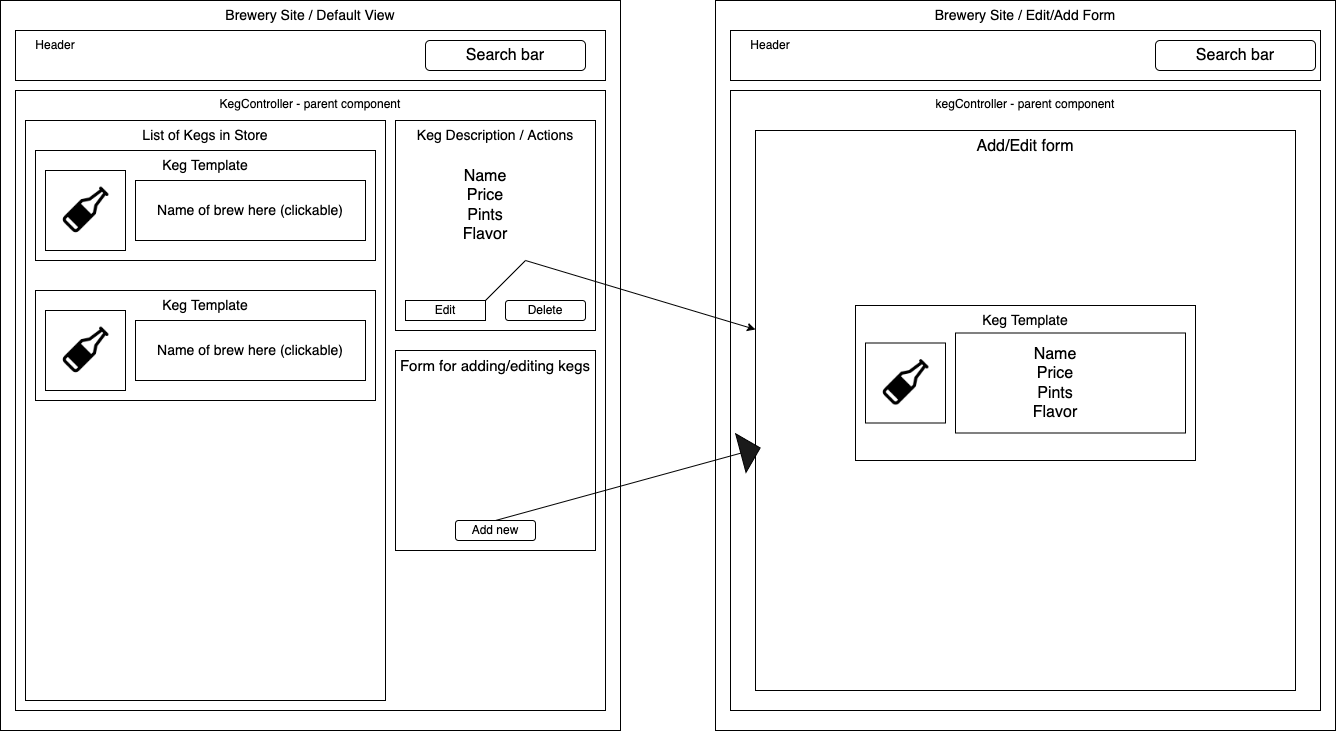 Brewery Site / Default View
Header
Search bar
KegController - parent component
List of Kegs in Store
Keg Template
Name of brew here (clickable)
Keg Template
Name of brew here (clickable)
Keg Description / Actions
Name
Price
Pints
Flavor
Edit
Delete
Form for adding/editing kegs
Add new
Brewery Site / Edit/Add Form
Header
Search bar
kegController - parent component
Add/Edit form
Keg Template
Name
Price
Pints
Flavor